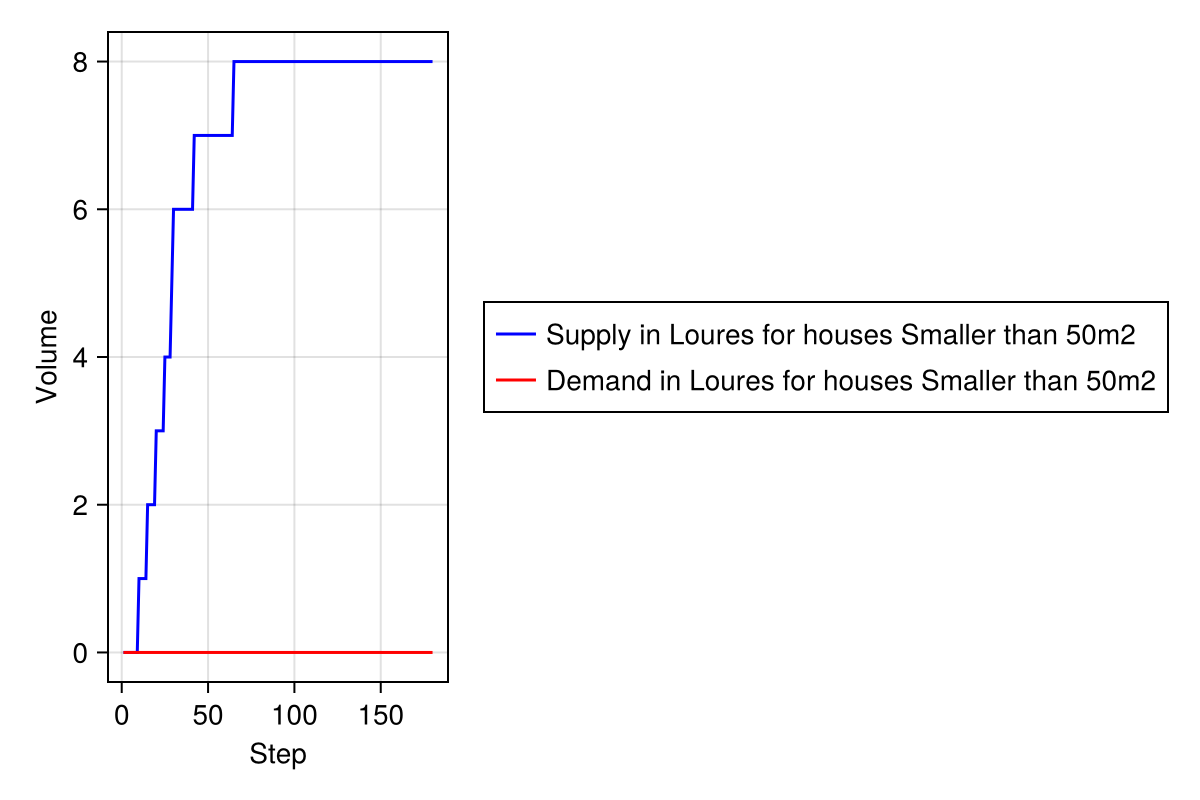 8
6
4
2
0
Volume
0 50 100 150
Step
Supply in Loures for houses Smaller than 50m2
Demand in Loures for houses Smaller than 50m2